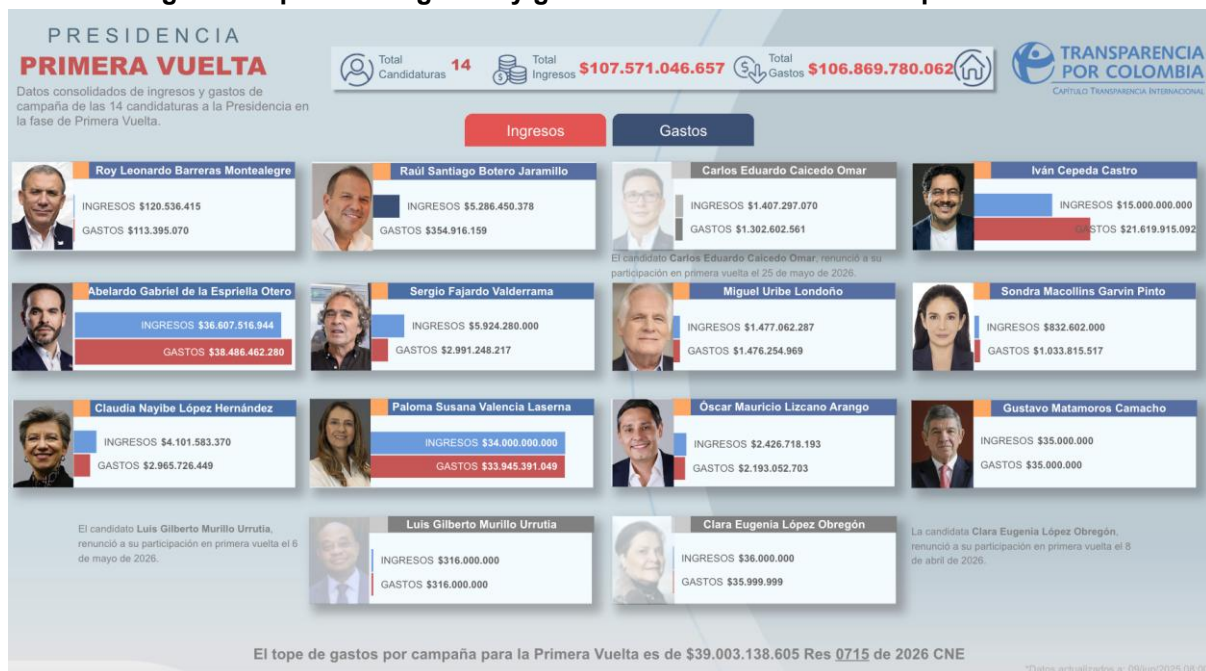 PRESIDENCIA
PRIMERA VUELTA
Datos consolidados de ingresos y gastos de
campaña de las 14 candidaturas a la Presidencia en
la fase de Primera Vuelta.
Total
Candidaturas 14
Total
Ingresos $107.571.046.657
Total
Gastos $106.869.780.062
TRANSPARENCIA
POR COLOMBIA
CAPÍTULO TRANSPARENCIA INTERNACIONAL
Ingresos
Gastos
Roy Leonardo Barreras Montealegre
INGRESOS $120.536.415
GASTOS $113.395.070
Raúl Santiago Botero Jaramillo
INGRESOS $5.286.450.378
GASTOS $354.916.159
Carlos Eduardo Caicedo Omar
INGRESOS $1.407.297.070
GASTOS $1.302.602.561
El candidato Carlos Eduardo Caicedo Omar, renunció a su
participación en primera vuelta el 25 de mayo de 2026.
Iván Cepeda Castro
INGRESOS $15.000.000.000
GASTOS $21.619.915.092
Abelardo Gabriel de la Espriella Otero
INGRESOS $36.607.516.944
GASTOS $38.486.462.280
Sergio Fajardo Valderrama
INGRESOS $5.924.280.000
GASTOS $2.991.248.217
Miguel Uribe Londoño
INGRESOS $1.477.062.287
GASTOS $1.476.254.969
Sondra Macollins Garvin Pinto
INGRESOS $832.602.000
GASTOS $1.033.815.517
Claudia Nayibe López Hernández
INGRESOS $4.101.583.370
GASTOS $2.965.726.449
Paloma Susana Valencia Laserna
INGRESOS $34.000.000.000
GASTOS $33.945.391.049
Óscar Mauricio Lizcano Arango
INGRESOS $2.426.718.193
GASTOS $2.193.052.703
Gustavo Matamoros Camacho
INGRESOS $35.000.000
GASTOS $35.000.000
El candidato Luis Gilberto Murillo Urrutia,
renunció a su participación en primera vuelta el 6
de mayo de 2026.
Luis Gilberto Murillo Urrutia
INGRESOS $316.000.000
GASTOS $316.000.000
Clara Eugenia López Obregón
INGRESOS $36.000.000
GASTOS $35.999.999
La candidata Clara Eugenia López Obregón,
renunció a su participación en primera vuelta el 8
de abril de 2026.
El tope de gastos por campaña para la Primera Vuelta es de $39.003.138.605 Res 0715 de 2026 CNE
*Datos actualizados a: